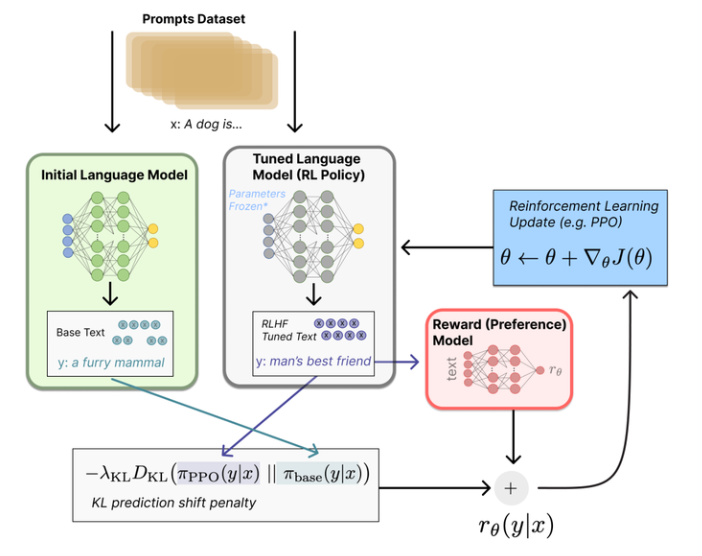 Prompts Dataset
x: A dog is...
Initial Language Model
Tuned Language
Model (RL Policy)
Parameters
Frozen*
Reinforcement Learning
Update (e.g. PPO)
θ ← θ + ∇θJ(θ)
Base Text
x x x x
x x x x
y: a furry mammal
RLHF
Tuned Text
x x x x
x x x x
y: man's best friend
Reward (Preference)
Model
text
rθ
−λKL DKL(πPPO(y|x) || πbase(y|x))
KL prediction shift penalty
+
rθ(y|x)